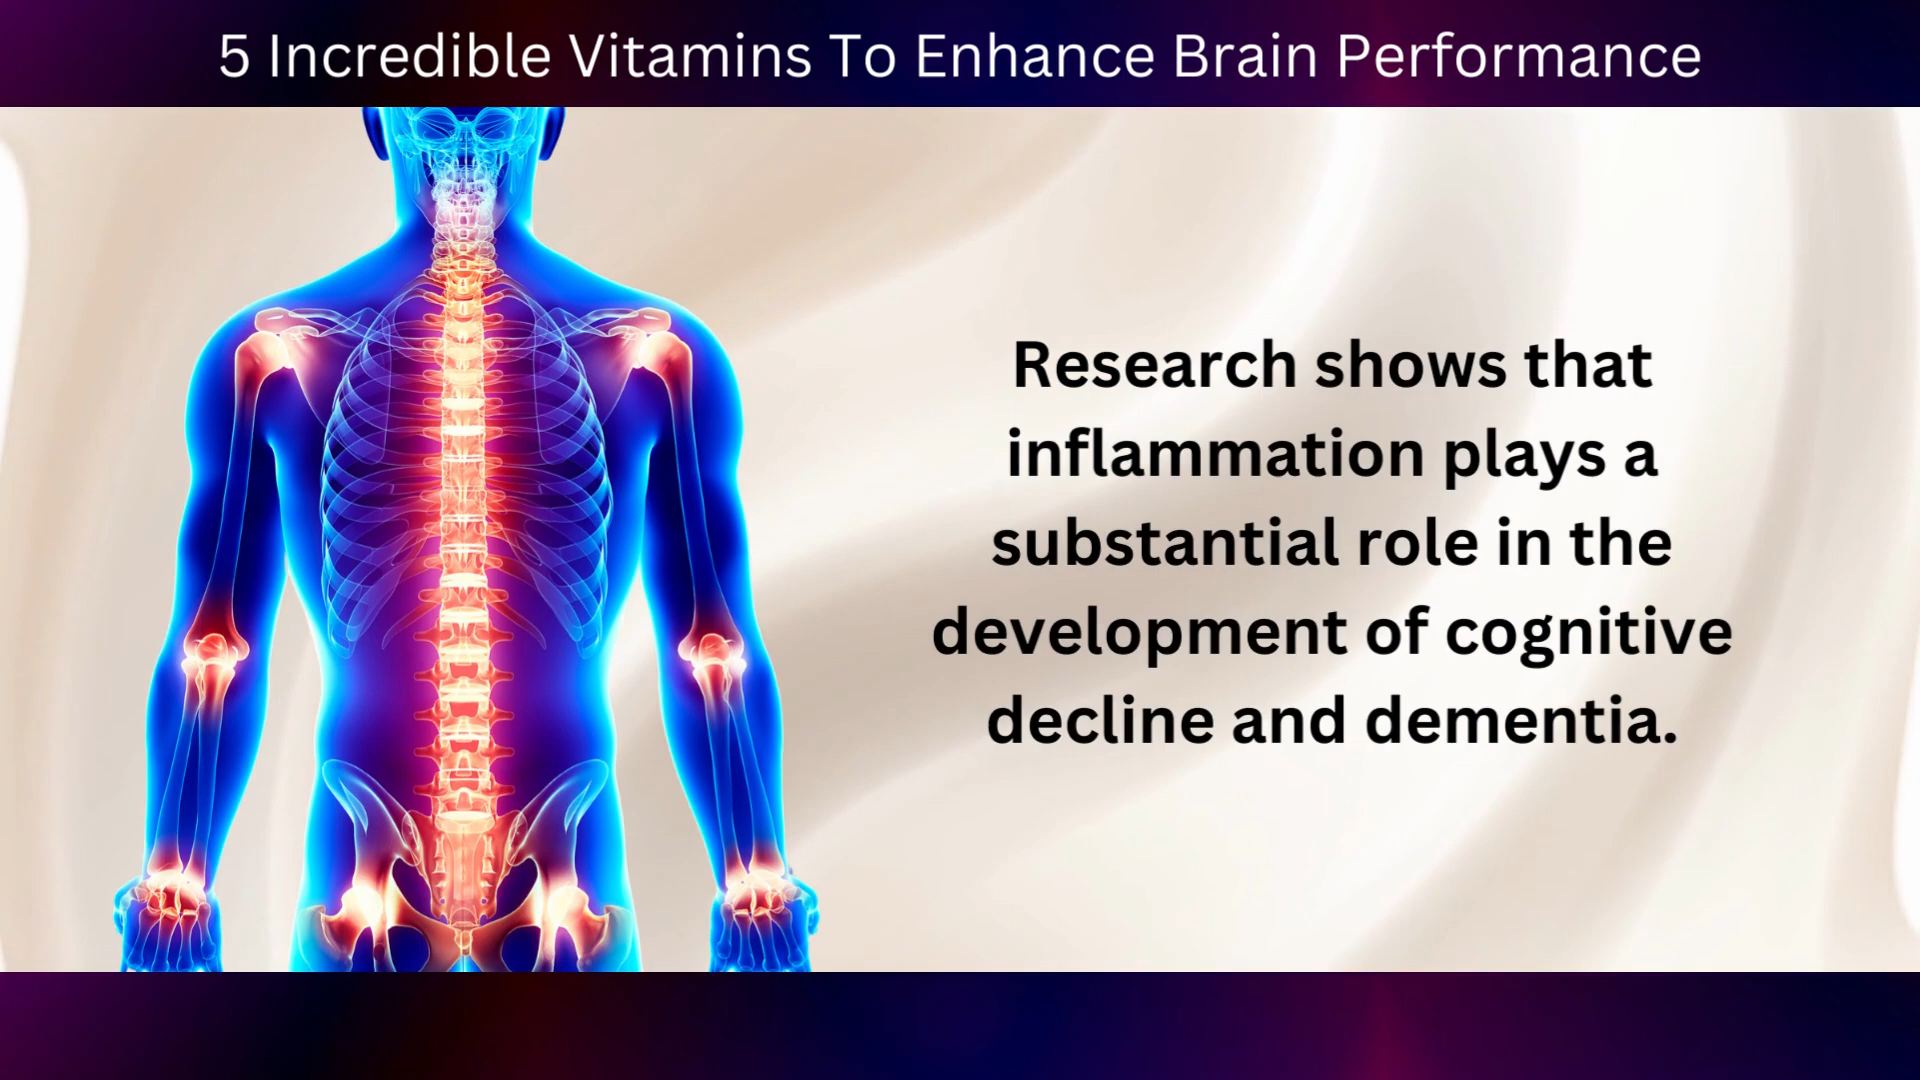 5 Incredible Vitamins To Enhance Brain Performance
Research shows that
inflammation plays a
substantial role in the
development of cognitive
decline and dementia.